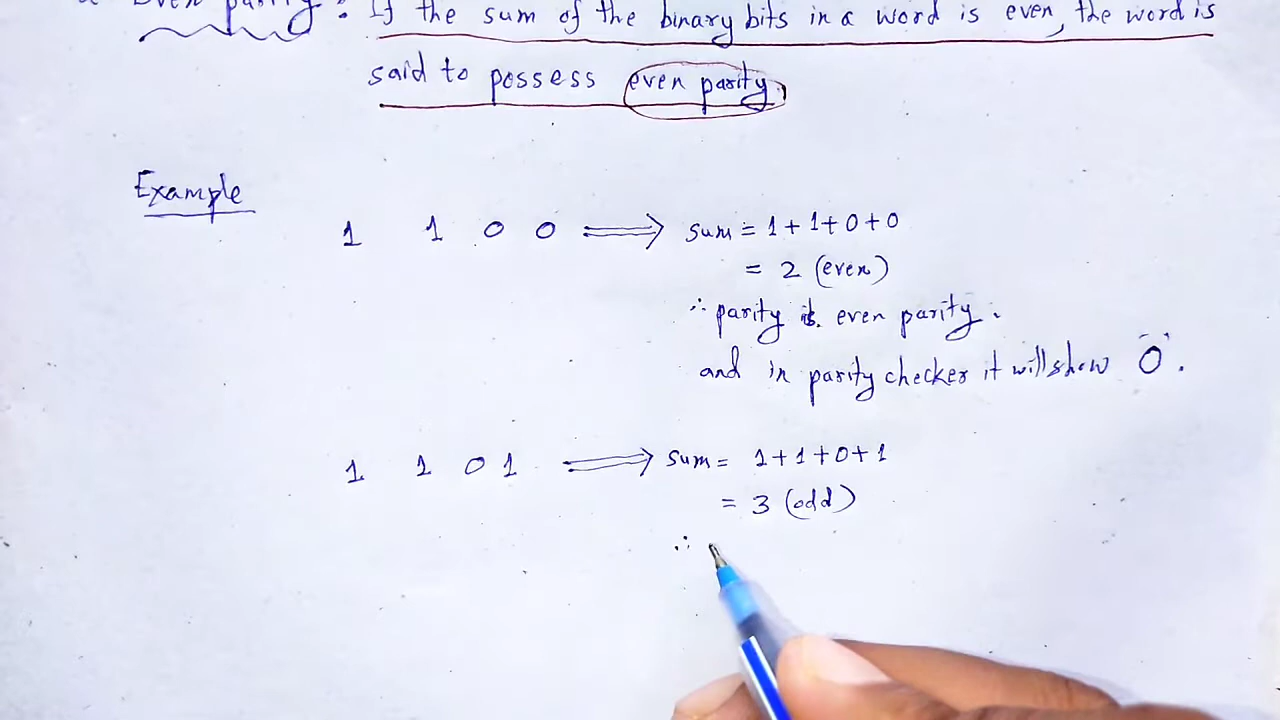 Even parity : If the sum of the binary bits in a word is even, the word is
said to possess even parity.
Example
1 1 0 0 ⟹ sum = 1+1+0+0
= 2 (even)
∴ parity is even parity.
and in parity checker it will show 0.
1 1 0 1 ⟹ sum = 1+1+0+1
= 3 (odd)
∴